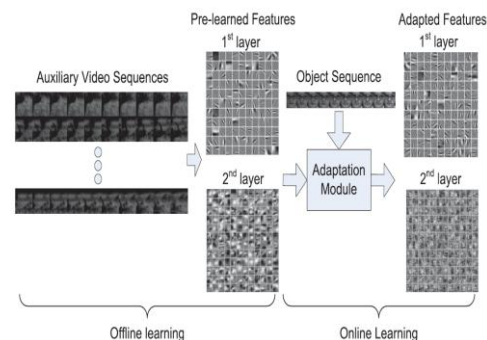 Pre-learned Features
Adapted Features
1st layer
1st layer
Auxiliary Video Sequences
Object Sequence
2nd layer
Adaptation
Module
2nd layer
Offline learning
Online Learning